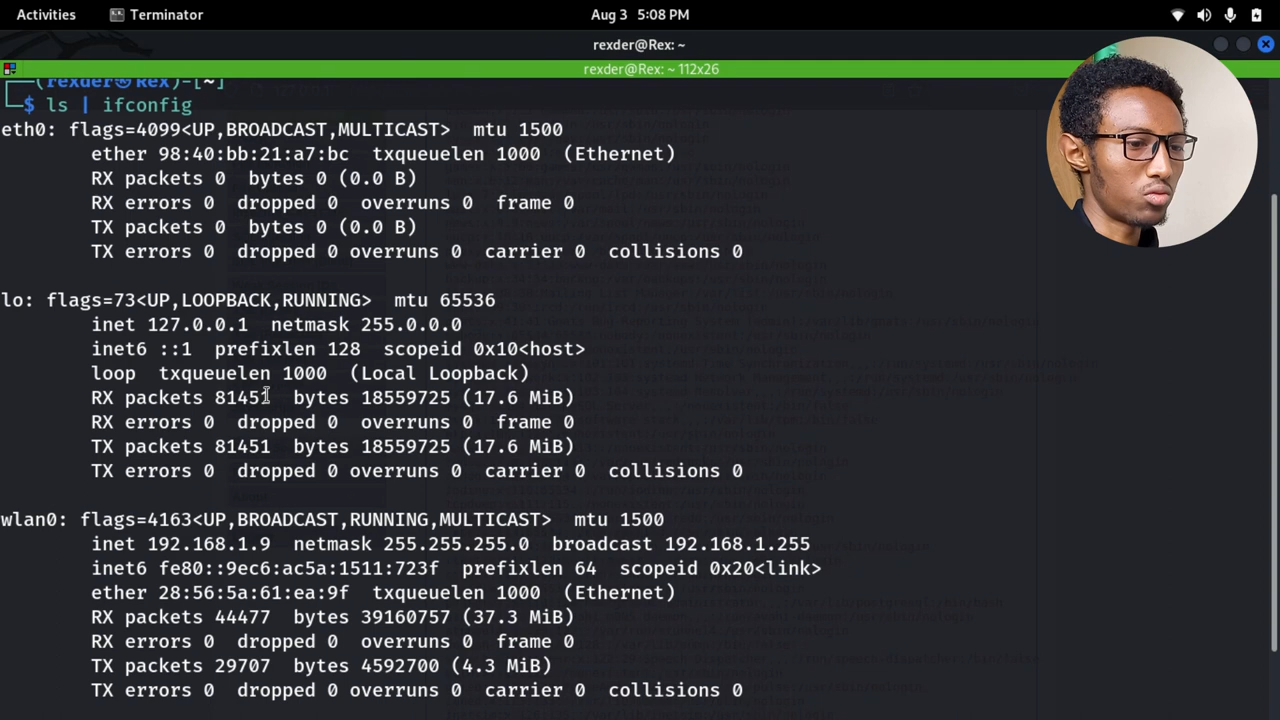 Activities Terminator Aug 3 5:08 PM
rexder@Rex: ~
rexder@Rex: ~ 112x26
(rexder㉿Rex)-[~]
$ ls | ifconfig
eth0: flags=4099<UP,BROADCAST,MULTICAST> mtu 1500
ether 98:40:bb:21:a7:bc txqueuelen 1000 (Ethernet)
RX packets 0 bytes 0 (0.0 B)
RX errors 0 dropped 0 overruns 0 frame 0
TX packets 0 bytes 0 (0.0 B)
TX errors 0 dropped 0 overruns 0 carrier 0 collisions 0
lo: flags=73<UP,LOOPBACK,RUNNING> mtu 65536
inet 127.0.0.1 netmask 255.0.0.0
inet6 ::1 prefixlen 128 scopeid 0x10<host>
loop txqueuelen 1000 (Local Loopback)
RX packets 81451 bytes 18559725 (17.6 MiB)
RX errors 0 dropped 0 overruns 0 frame 0
TX packets 81451 bytes 18559725 (17.6 MiB)
TX errors 0 dropped 0 overruns 0 carrier 0 collisions 0
wlan0: flags=4163<UP,BROADCAST,RUNNING,MULTICAST> mtu 1500
inet 192.168.1.9 netmask 255.255.255.0 broadcast 192.168.1.255
inet6 fe80::9ec6:ac5a:1511:723f prefixlen 64 scopeid 0x20<link>
ether 28:56:5a:61:ea:9f txqueuelen 1000 (Ethernet)
RX packets 44477 bytes 39160757 (37.3 MiB)
RX errors 0 dropped 0 overruns 0 frame 0
TX packets 29707 bytes 4592700 (4.3 MiB)
TX errors 0 dropped 0 overruns 0 carrier 0 collisions 0